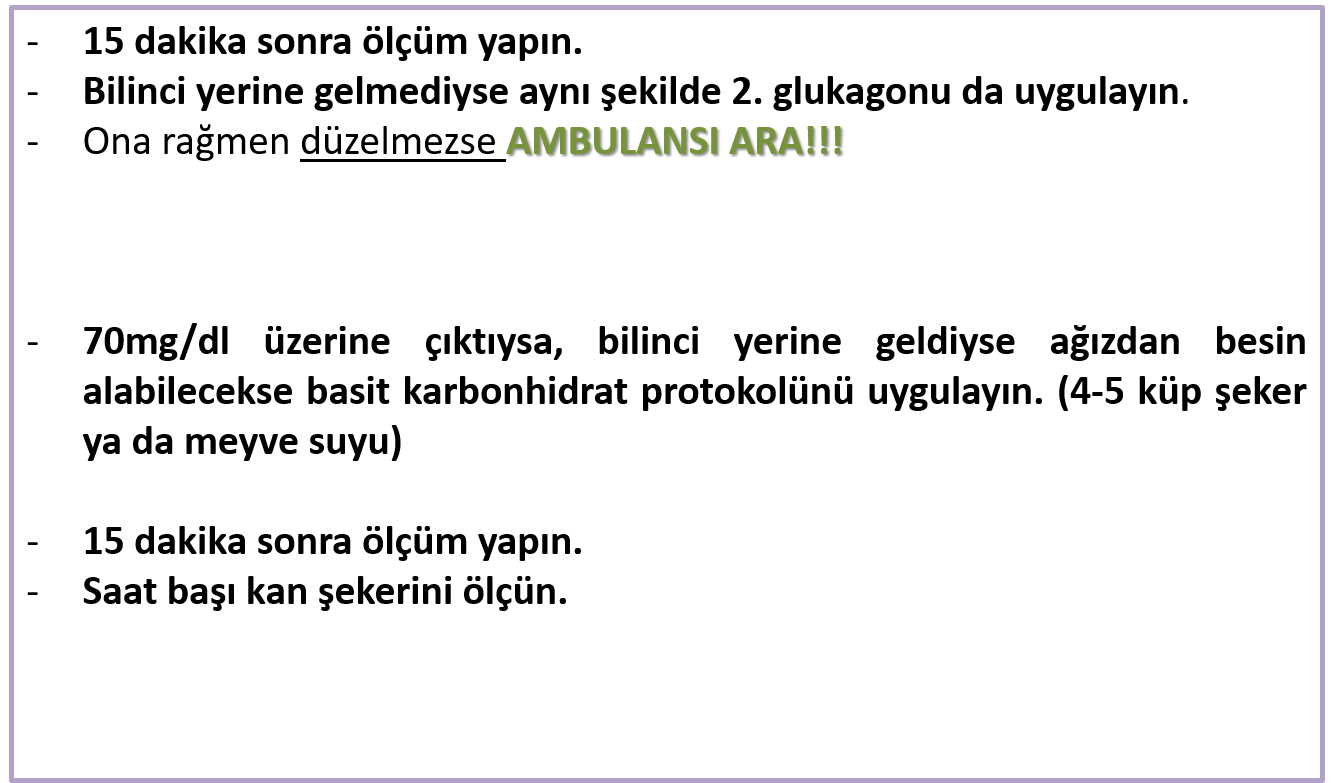 - 15 dakika sonra ölçüm yapın.
- Bilinci yerine gelmediyse aynı şekilde 2. glukagonu da uygulayın.
- Ona rağmen düzelmezse AMBULANSI ARA!!!
- 70mg/dl üzerine çıktıysa, bilinci yerine geldiyse ağızdan besin
alabilecekse basit karbonhidrat protokolünü uygulayın. (4-5 küp şeker
ya da meyve suyu)
- 15 dakika sonra ölçüm yapın.
- Saat başı kan şekerini ölçün.